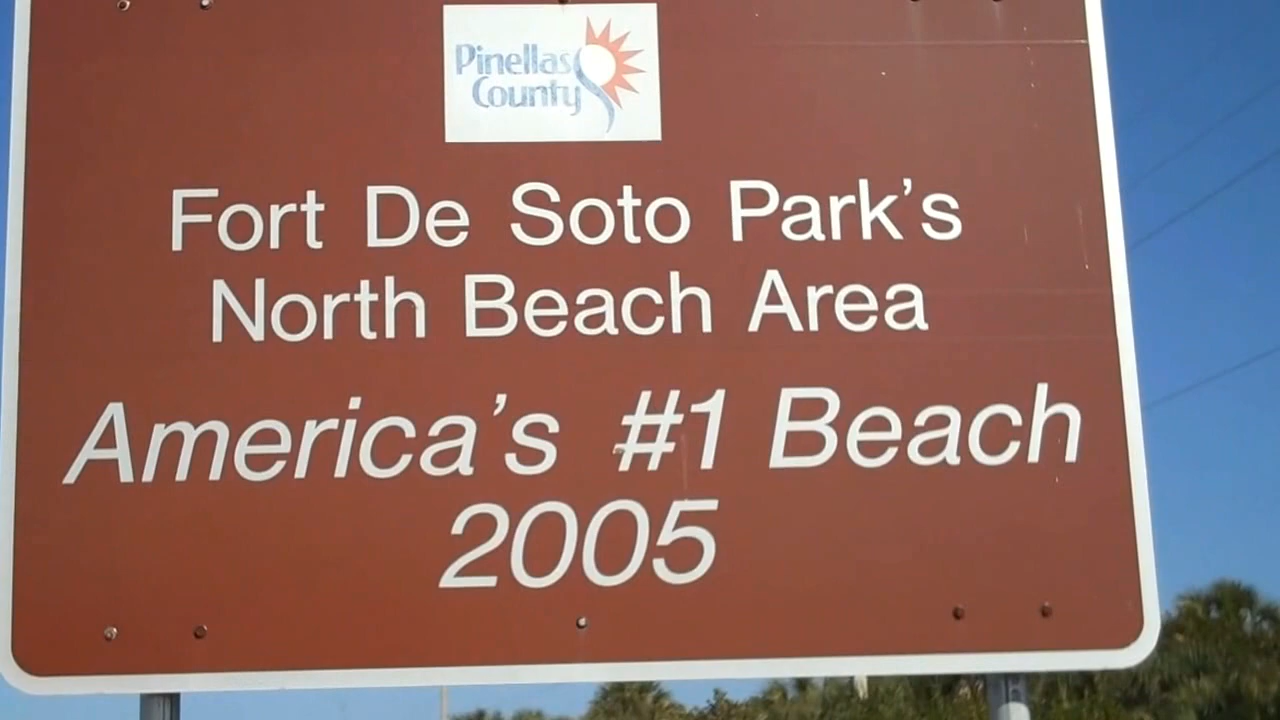 Pinellas
County
Fort De Soto Park's
North Beach Area
America's #1 Beach
2005